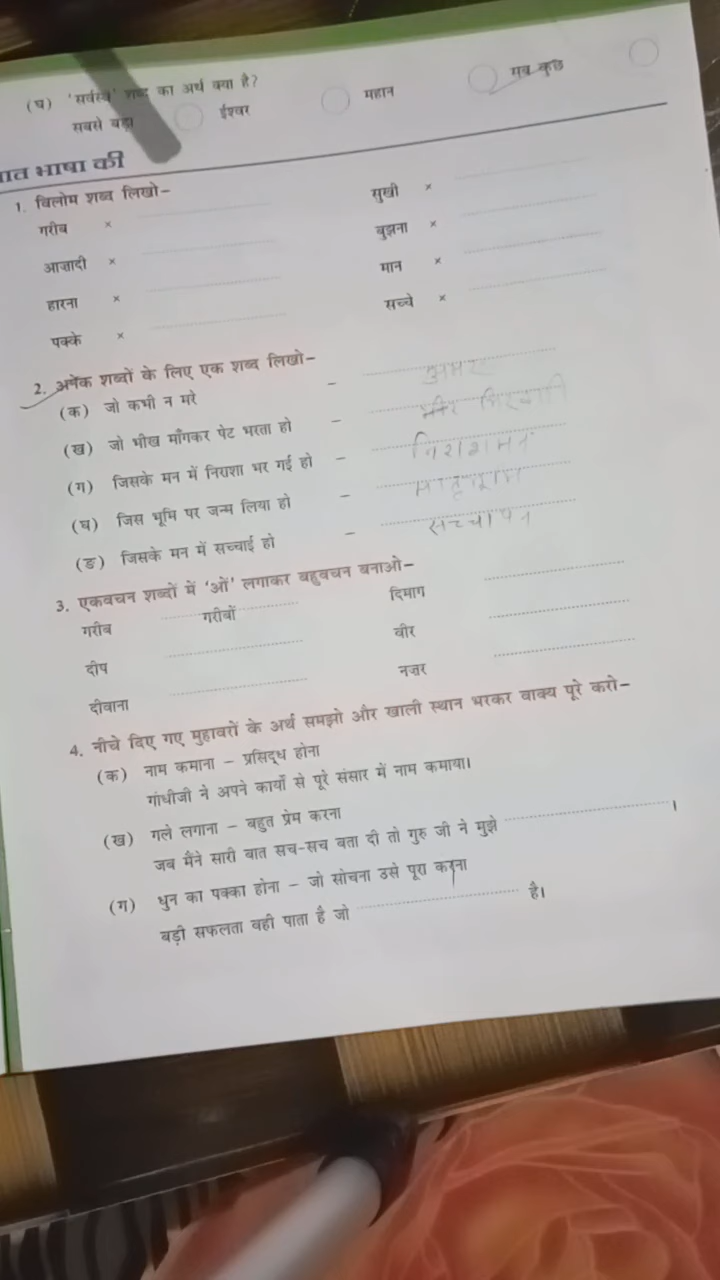 (घ) 'सर्वस्व' शब्द का अर्थ क्या है?
सबसे बड़ा ईश्वर महान सब कुछ
बात भाषा की
1. विलोम शब्द लिखो–
गरीब × सुखी ×
आज़ादी × बुझना ×
हारना × मान ×
पक्के × सच्चे ×
2. अनेक शब्दों के लिए एक शब्द लिखो–
(क) जो कभी न मरे – अमर
(ख) जो भीख माँगकर पेट भरता हो –
(ग) जिसके मन में निराशा भर गई हो – निराशमन
(घ) जिस भूमि पर जन्म लिया हो –
(ङ) जिसके मन में सच्चाई हो – सच्चापन
3. एकवचन शब्दों में 'ओं' लगाकर बहुवचन बनाओ–
गरीब गरीबों दिमाग
दीप वीर
दीवाना नज़र
4. नीचे दिए गए मुहावरों के अर्थ समझो और खाली स्थान भरकर वाक्य पूरे करो–
(क) नाम कमाना – प्रसिद्ध होना
गांधीजी ने अपने कार्यों से पूरे संसार में नाम कमाया।
(ख) गले लगाना – बहुत प्रेम करना
जब मैंने सारी बात सच-सच बता दी तो गुरु जी ने मुझे ।
(ग) धुन का पक्का होना – जो सोचना उसे पूरा करना
बड़ी सफलता वही पाता है जो है।